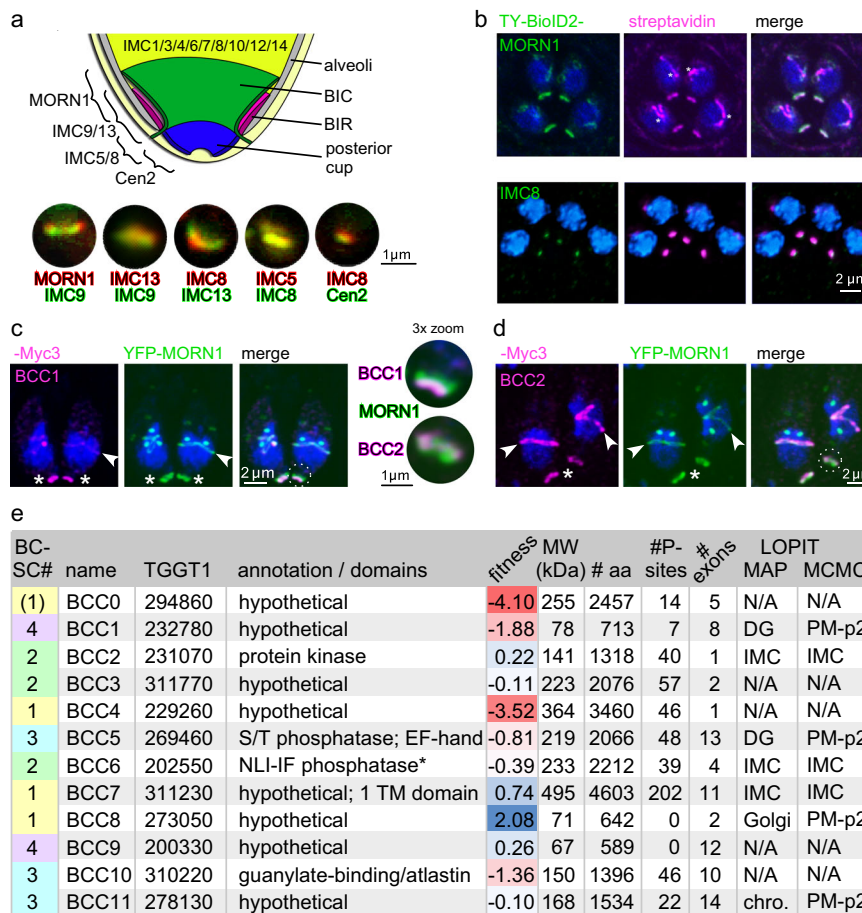 a
IMC1/3/4/6/7/8/10/12/14
alveoli
BIC
BIR
posterior
cup
MORN1
IMC9/13
IMC5/8
Cen2
MORN1 IMC13 IMC8 IMC5 IMC8
IMC9 IMC9 IMC13 IMC8 Cen2
1μm
b
TY-BioID2- streptavidin merge
MORN1
* *
* *
IMC8
2 μm
c
-Myc3 YFP-MORN1 merge
BCC1
* * * * 2 μm
3x zoom
BCC1
MORN1
BCC2
1μm
d
-Myc3 YFP-MORN1 merge
BCC2
* * 2 μm
e
BC-SC# name TGGT1 annotation / domains fitness MW (kDa) # aa #P-sites # exons LOPIT MAP MCMC
(1) BCC0 294860 hypothetical -4.10 255 2457 14 5 N/A N/A
4 BCC1 232780 hypothetical -1.88 78 713 7 8 DG PM-p2
2 BCC2 231070 protein kinase 0.22 141 1318 40 1 IMC IMC
2 BCC3 311770 hypothetical -0.11 223 2076 57 2 N/A N/A
1 BCC4 229260 hypothetical -3.52 364 3460 46 1 N/A N/A
3 BCC5 269460 S/T phosphatase; EF-hand -0.81 219 2066 48 13 DG PM-p2
2 BCC6 202550 NLI-IF phosphatase* -0.39 233 2212 39 4 IMC IMC
1 BCC7 311230 hypothetical; 1 TM domain 0.74 495 4603 202 11 IMC IMC
1 BCC8 273050 hypothetical 2.08 71 642 0 2 Golgi PM-p2
4 BCC9 200330 hypothetical 0.26 67 589 0 12 N/A N/A
3 BCC10 310220 guanylate-binding/atlastin -1.36 150 1396 46 10 N/A N/A
3 BCC11 278130 hypothetical -0.10 168 1534 22 14 chro. PM-p2